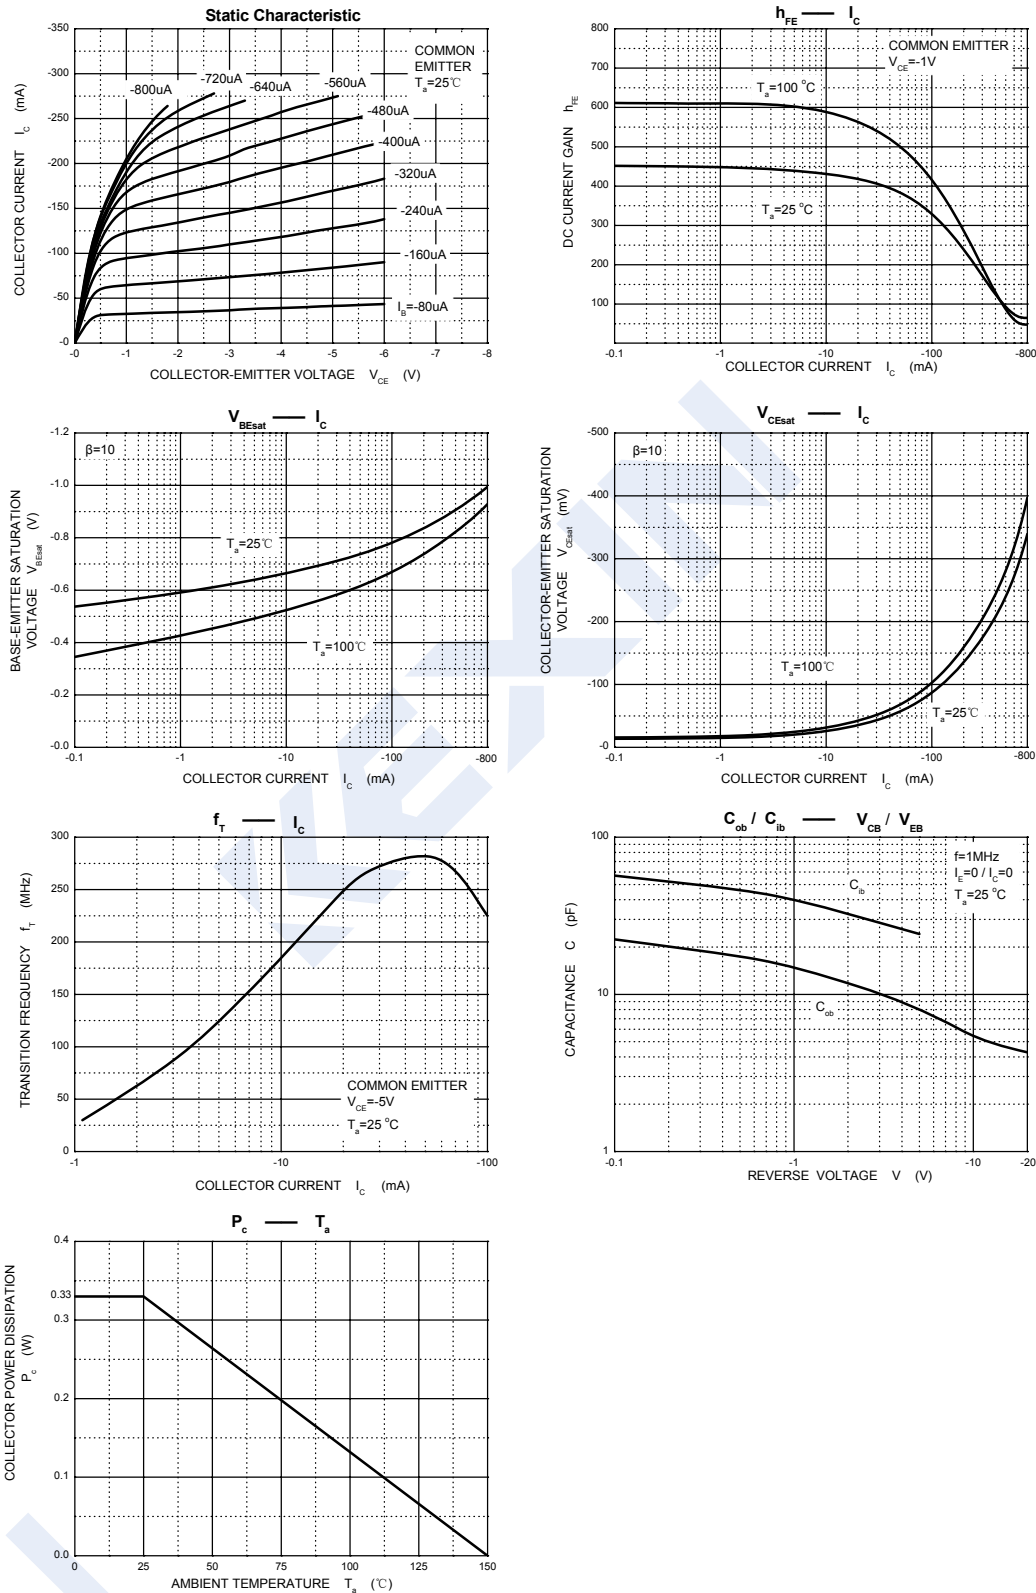 Static Characteristic
-350
-300
-250
-200
-150
-100
-50
-0
-0
-1
-2
-3
-4
-5
-6
-7
-8
COLLECTOR CURRENT I_C (mA)
COLLECTOR-EMITTER VOLTAGE V_CE (V)
COMMON
EMITTER
T_a=25℃
-800uA
-720uA
-640uA
-560uA
-480uA
-400uA
-320uA
-240uA
-160uA
I_B=-80uA
h_FE —— I_C
800
700
600
500
400
300
200
100
-0.1
-1
-10
-100
-800
DC CURRENT GAIN h_FE
COLLECTOR CURRENT I_C (mA)
COMMON EMITTER
V_CE=-1V
T_a=100 °C
T_a=25 °C
V_BEsat —— I_C
-1.2
-1.0
-0.8
-0.6
-0.4
-0.2
-0.0
-0.1
-1
-10
-100
-800
BASE-EMITTER SATURATION
VOLTAGE V_BEsat (V)
COLLECTOR CURRENT I_C (mA)
β=10
T_a=25℃
T_a=100℃
V_CEsat —— I_C
-500
-400
-300
-200
-100
-0
-0.1
-1
-10
-100
-800
COLLECTOR-EMITTER SATURATION
VOLTAGE V_CEsat (mV)
COLLECTOR CURRENT I_C (mA)
β=10
T_a=100℃
T_a=25℃
f_T —— I_C
300
250
200
150
100
50
0
-1
-10
-100
TRANSITION FREQUENCY f_T (MHz)
COLLECTOR CURRENT I_C (mA)
COMMON EMITTER
V_CE=-5V
T_a=25 °C
C_ob / C_ib —— V_CB / V_EB
100
10
1
-0.1
-1
-10
-20
CAPACITANCE C (pF)
REVERSE VOLTAGE V (V)
f=1MHz
I_E=0 / I_C=0
T_a=25 °C
C_ib
C_ob
P_c —— T_a
0.4
0.33
0.3
0.2
0.1
0.0
0
25
50
75
100
125
150
COLLECTOR POWER DISSIPATION
P_c (W)
AMBIENT TEMPERATURE T_a (℃)
KEXIN